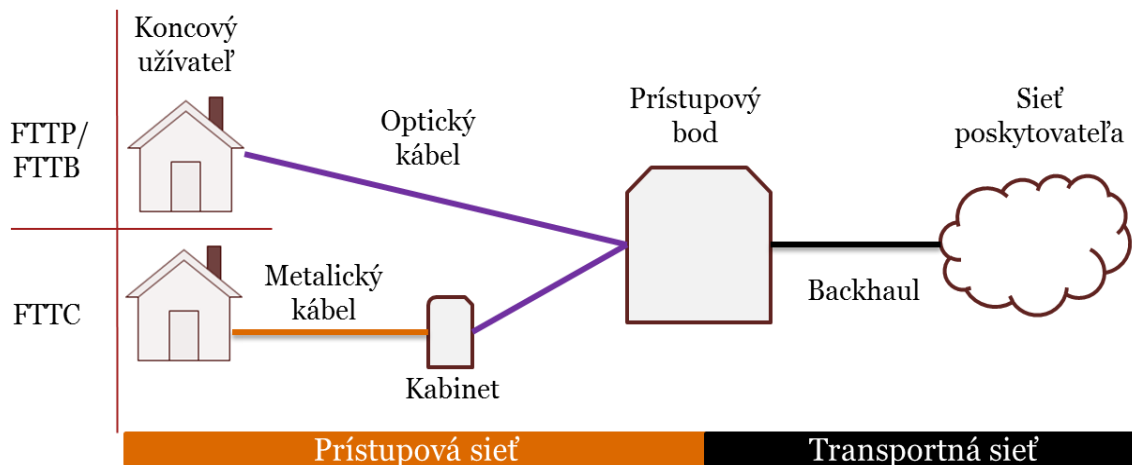 Koncový
užívateľ
FTTP/
FTTB
Optický
kábel
Prístupový
bod
Sieť
poskytovateľa
FTTC
Metalický
kábel
Kabinet
Backhaul
Prístupová sieť
Transportná sieť